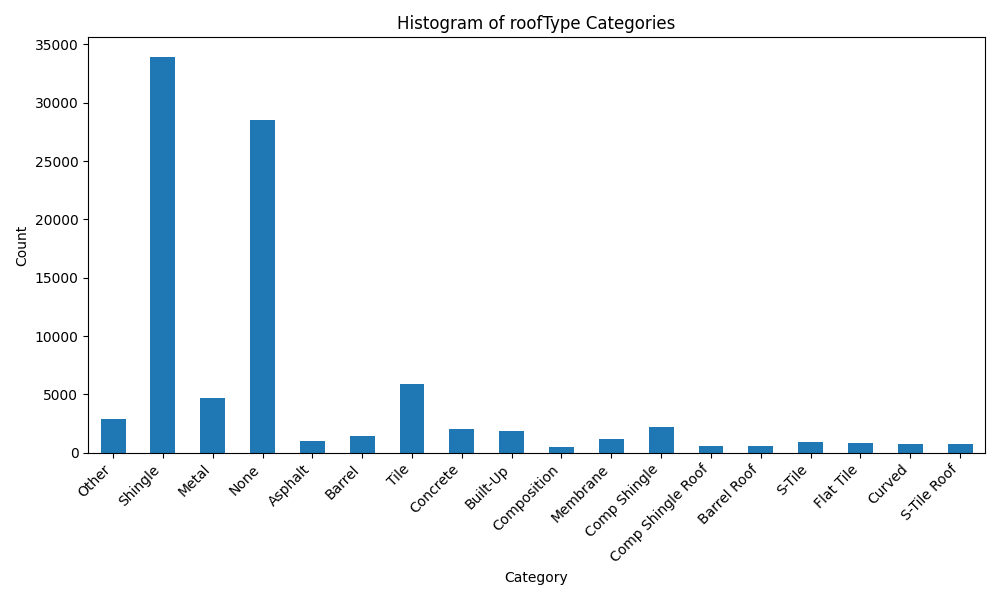 Histogram of roofType Categories
35000
30000
25000
20000
15000
10000
5000
0
Count
Other
Shingle
Metal
None
Asphalt
Barrel
Tile
Concrete
Built-Up
Composition
Membrane
Comp Shingle
Comp Shingle Roof
Barrel Roof
S-Tile
Flat Tile
Curved
S-Tile Roof
Category